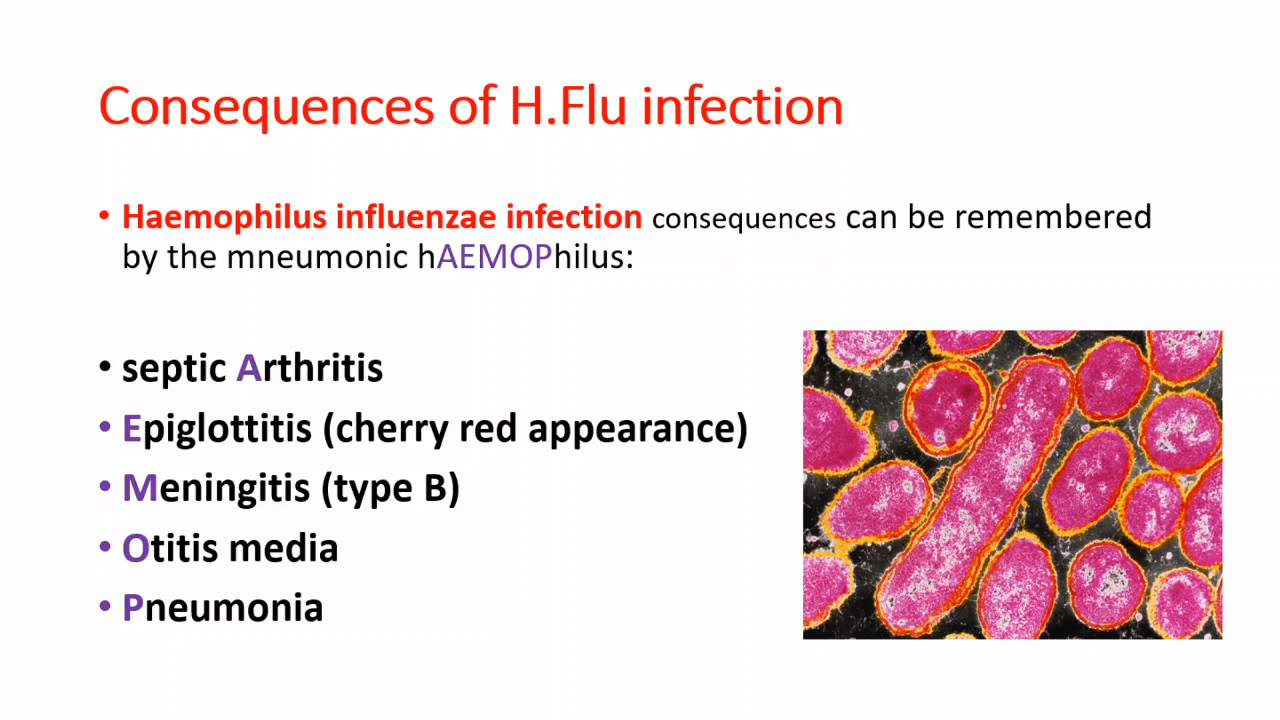 Consequences of H.Flu infection
• Haemophilus influenzae infection consequences can be remembered
by the mneumonic hAEMOPhilus:
• septic Arthritis
• Epiglottitis (cherry red appearance)
• Meningitis (type B)
• Otitis media
• Pneumonia